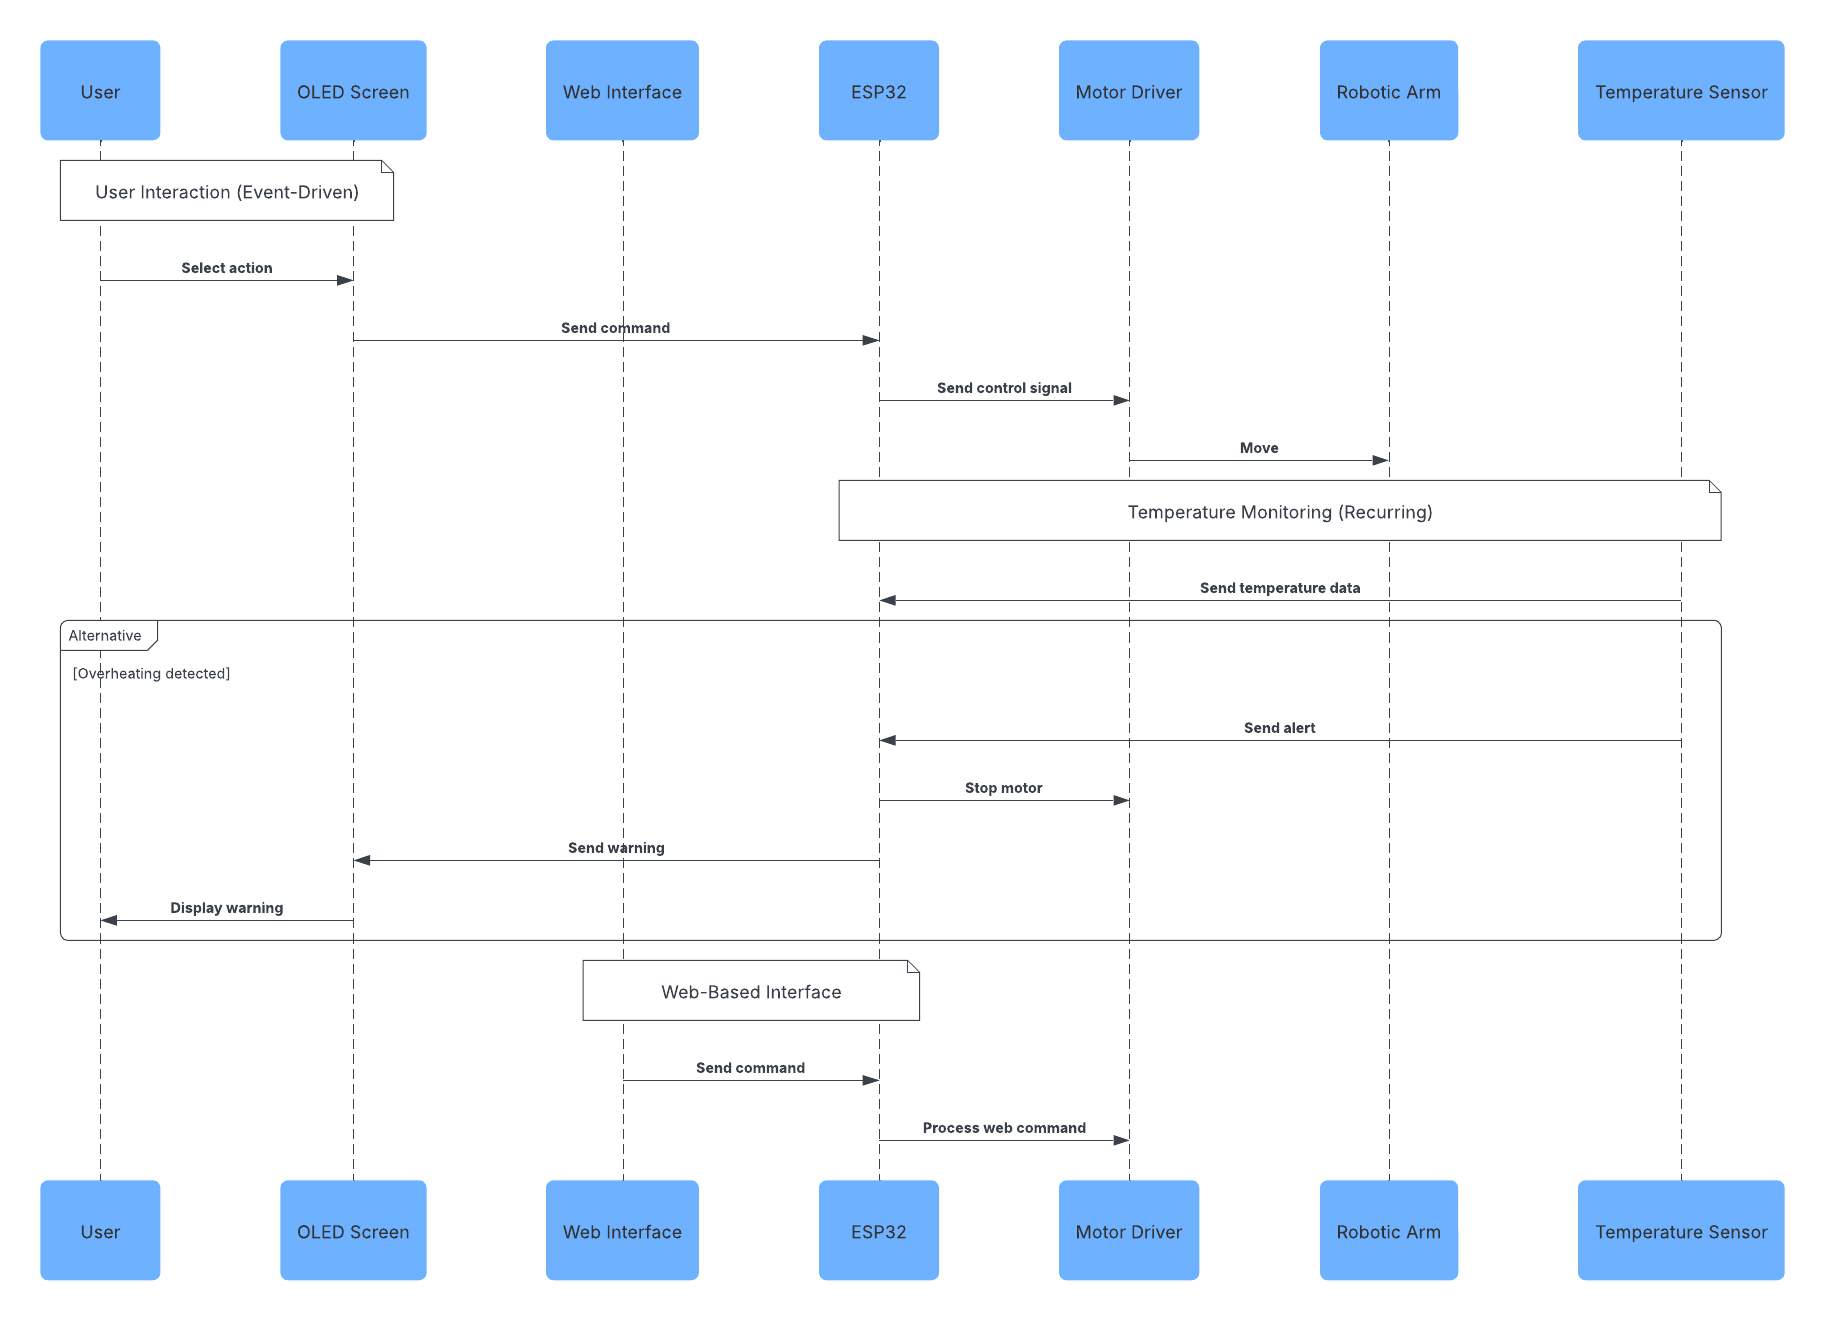 User
OLED Screen
Web Interface
ESP32
Motor Driver
Robotic Arm
Temperature Sensor
User Interaction (Event-Driven)
Select action
Send command
Send control signal
Move
Temperature Monitoring (Recurring)
Send temperature data
Alternative
[Overheating detected]
Send alert
Stop motor
Send warning
Display warning
Web-Based Interface
Send command
Process web command
User
OLED Screen
Web Interface
ESP32
Motor Driver
Robotic Arm
Temperature Sensor